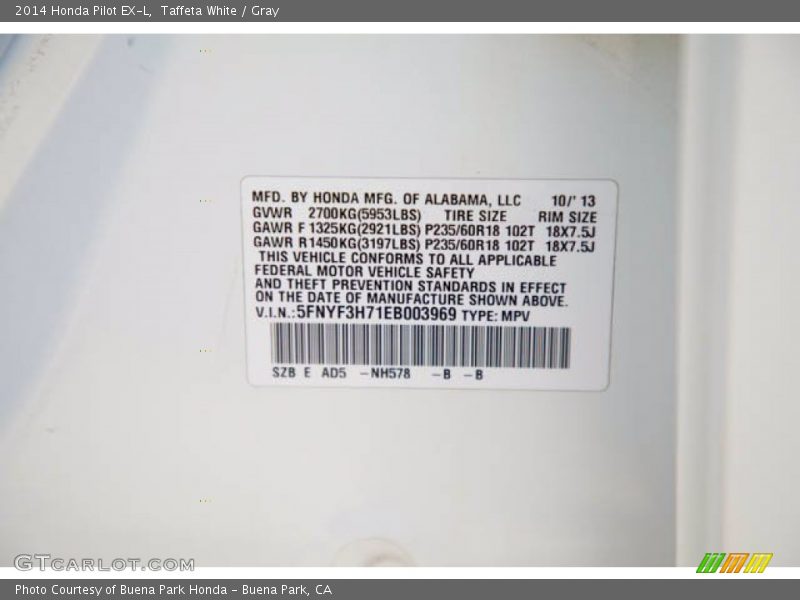 2014 Honda Pilot EX-L, Taffeta White / Gray
MFD. BY HONDA MFG. OF ALABAMA, LLC 10/' 13
GVWR 2700KG(5953LBS) TIRE SIZE RIM SIZE
GAWR F 1325KG(2921LBS) P235/60R18 102T 18X7.5J
GAWR R1450KG(3197LBS) P235/60R18 102T 18X7.5J
THIS VEHICLE CONFORMS TO ALL APPLICABLE
FEDERAL MOTOR VEHICLE SAFETY
AND THEFT PREVENTION STANDARDS IN EFFECT
ON THE DATE OF MANUFACTURE SHOWN ABOVE.
V.I.N.: 5FNYF3H71EB003969 TYPE: MPV
SZB E AD5 -NH578 -B -B
GTCARLOT.COM
Photo Courtesy of Buena Park Honda - Buena Park, CA